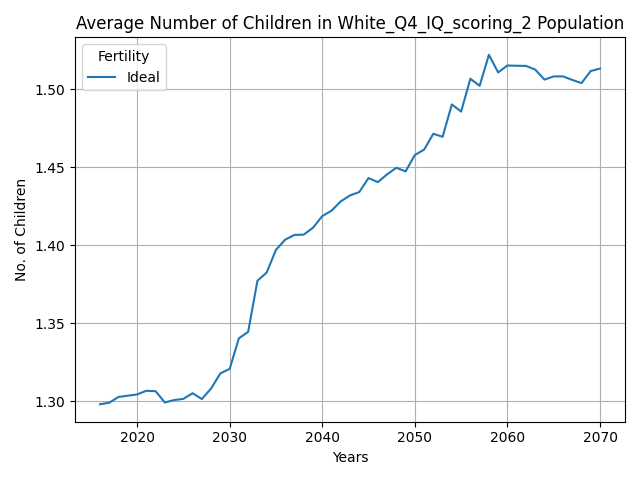 Average Number of Children in White_Q4_IQ_scoring_2 Population
Fertility
Ideal
No. of Children
1.50
1.45
1.40
1.35
1.30
2020 2030 2040 2050 2060 2070
Years